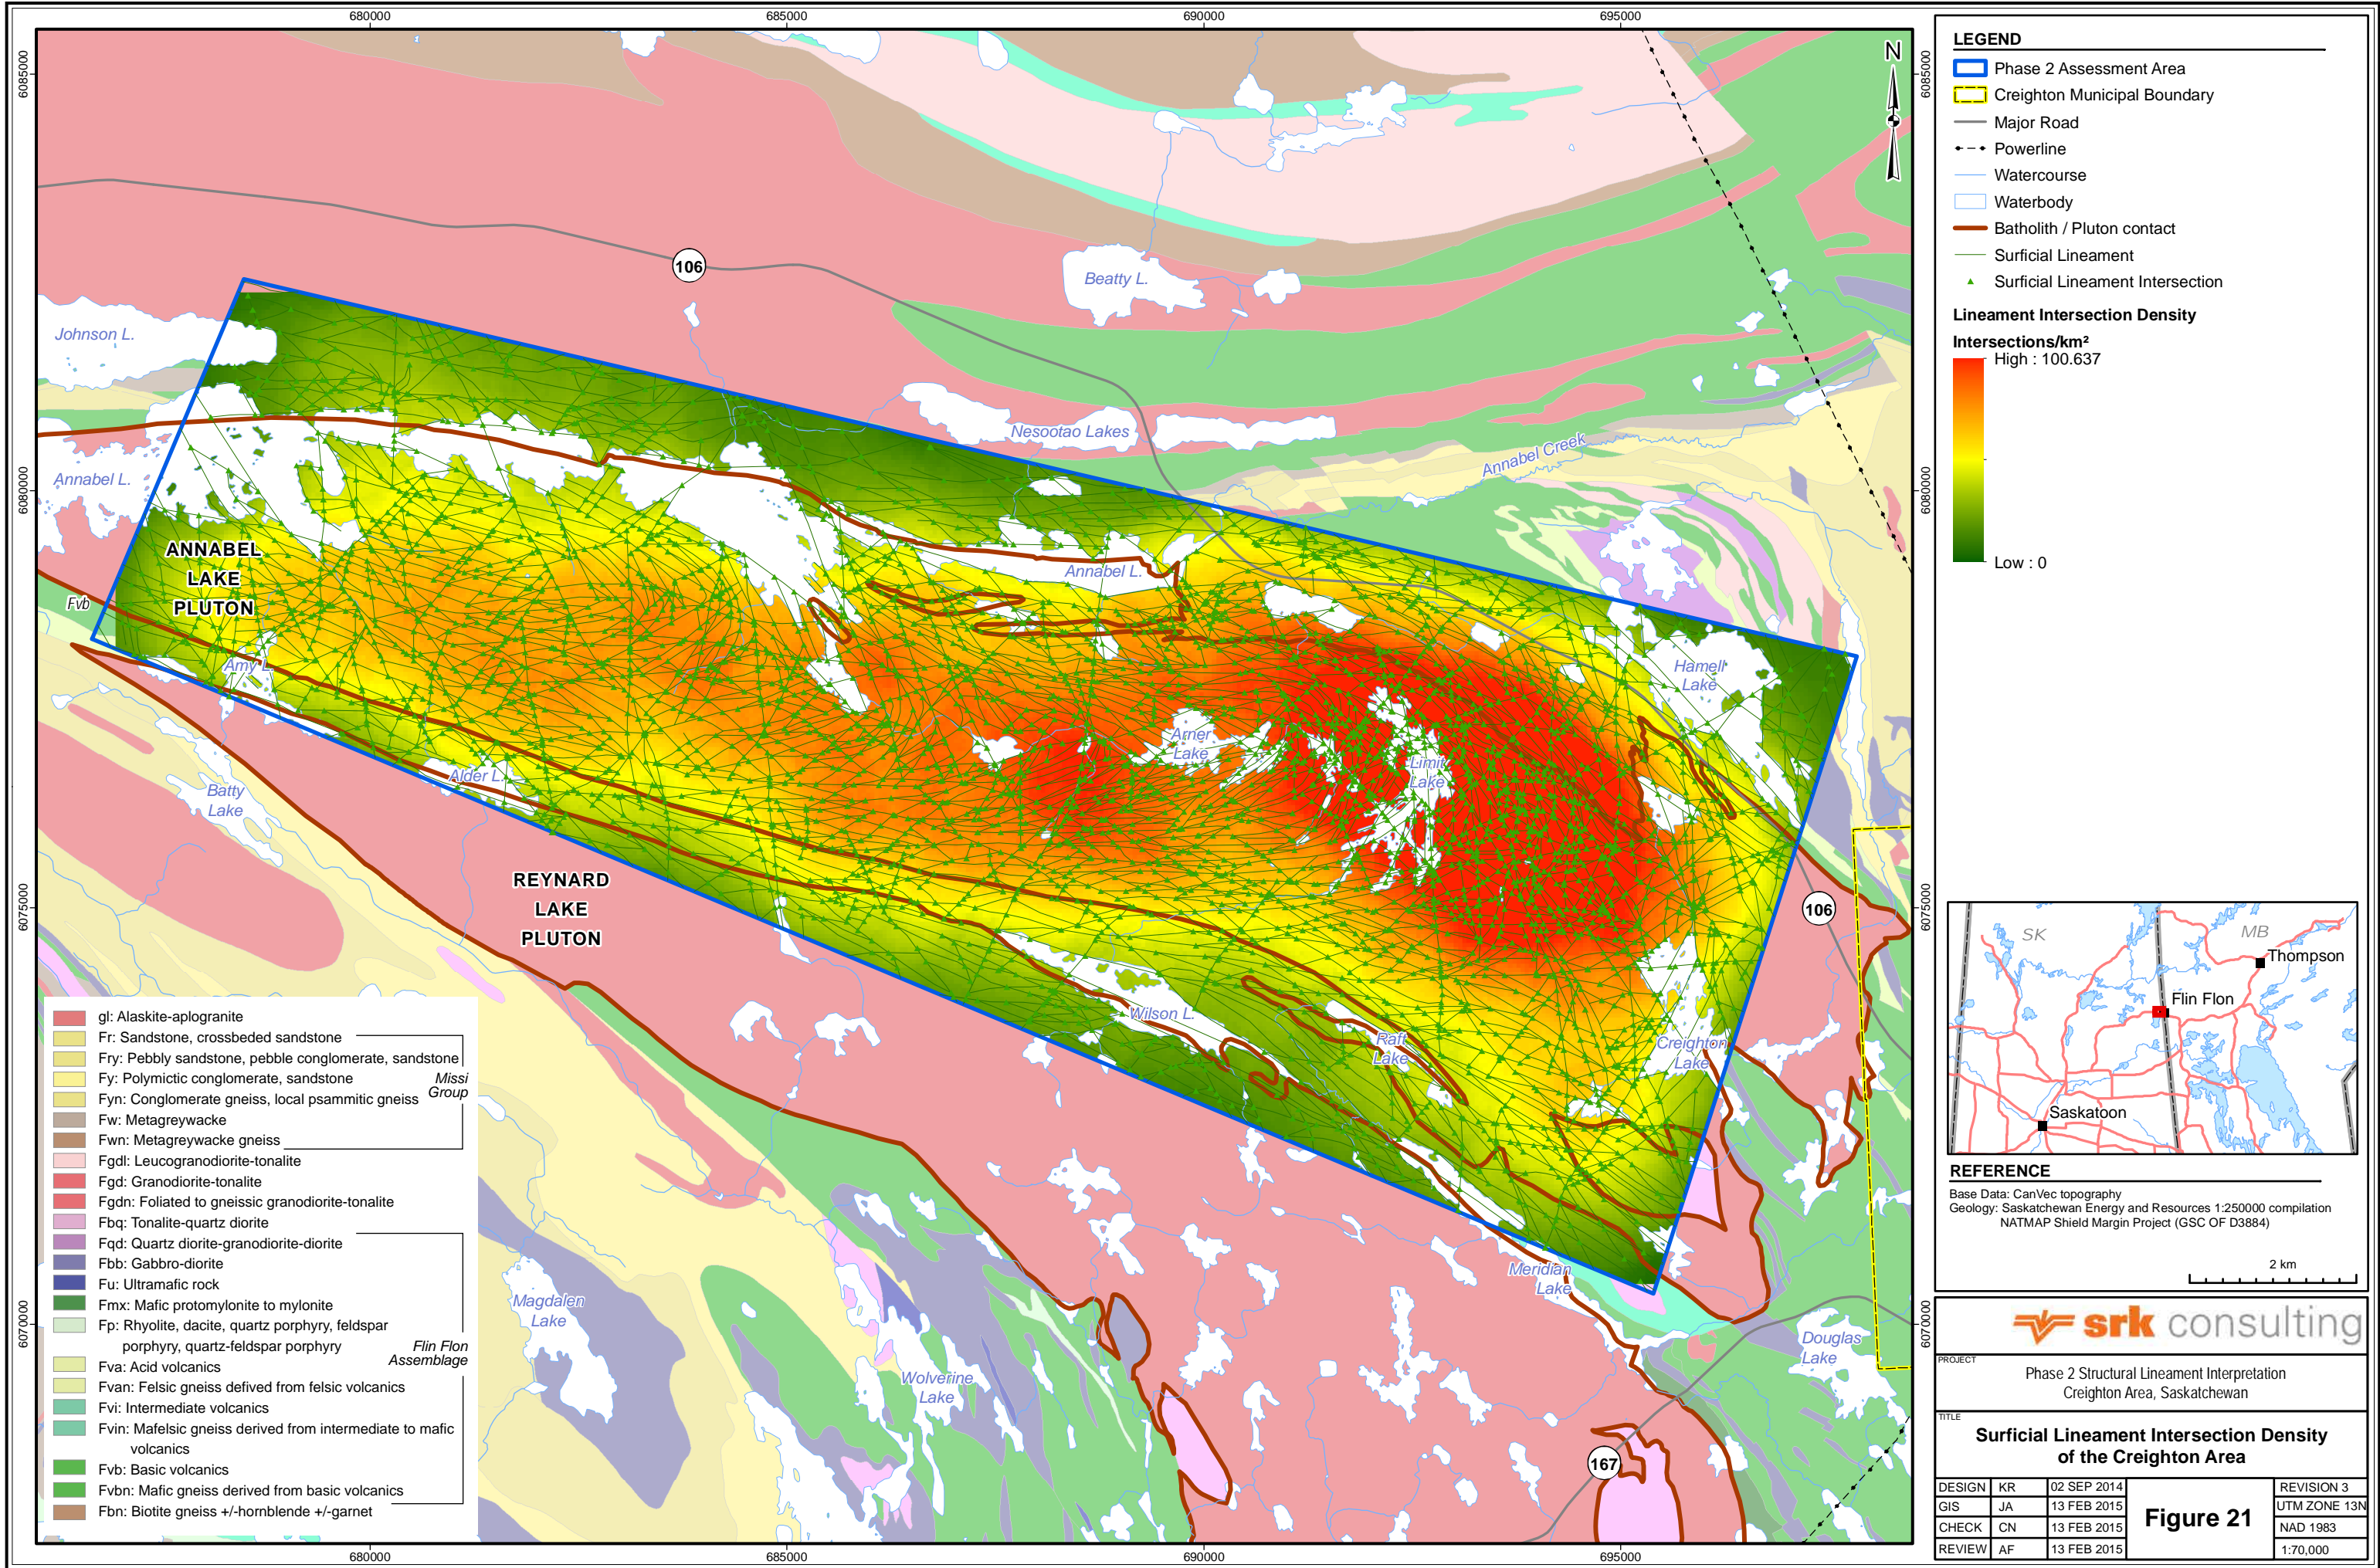 680000
685000
690000
695000
6085000
6085000
6080000
6080000
6075000
6075000
6070000
6070000
680000
685000
690000
695000
N
106
Johnson L.
Beatty L.
Nesootao Lakes
Annabel Creek
Annabel L.
Annabel L.
ANNABEL
LAKE
PLUTON
Fvb
Amy L.
Hamell
Lake
Arner
Lake
Limit
Lake
Alder L.
Batty
Lake
REYNARD
LAKE
PLUTON
106
Wilson L.
Raft
Lake
Creighton
Lake
Meridian
Lake
Magdalen
Lake
Wolverine
Lake
Douglas
Lake
167
gl: Alaskite-aplogranite
Fr: Sandstone, crossbeded sandstone
Fry: Pebbly sandstone, pebble conglomerate, sandstone
Fy: Polymictic conglomerate, sandstone
Missi
Group
Fyn: Conglomerate gneiss, local psammitic gneiss
Fw: Metagreywacke
Fwn: Metagreywacke gneiss
Fgdl: Leucogranodiorite-tonalite
Fgd: Granodiorite-tonalite
Fgdn: Foliated to gneissic granodiorite-tonalite
Fbq: Tonalite-quartz diorite
Fqd: Quartz diorite-granodiorite-diorite
Fbb: Gabbro-diorite
Fu: Ultramafic rock
Fmx: Mafic protomylonite to mylonite
Fp: Rhyolite, dacite, quartz porphyry, feldspar
porphyry, quartz-feldspar porphyry
Flin Flon
Assemblage
Fva: Acid volcanics
Fvan: Felsic gneiss derived from felsic volcanics
Fvi: Intermediate volcanics
Fvin: Mafelsic gneiss derived from intermediate to mafic
volcanics
Fvb: Basic volcanics
Fvbn: Mafic gneiss derived from basic volcanics
Fbn: Biotite gneiss +/-hornblende +/-garnet
LEGEND
Phase 2 Assessment Area
Creighton Municipal Boundary
Major Road
Powerline
Watercourse
Waterbody
Batholith / Pluton contact
Surficial Lineament
Surficial Lineament Intersection
Lineament Intersection Density
Intersections/km²
High : 100.637
Low : 0
SK
MB
Thompson
Flin Flon
Saskatoon
REFERENCE
Base Data: CanVec topography
Geology: Saskatchewan Energy and Resources 1:250000 compilation
NATMAP Shield Margin Project (GSC OF D3884)
2 km
srk consulting
PROJECT
Phase 2 Structural Lineament Interpretation
Creighton Area, Saskatchewan
TITLE
Surficial Lineament Intersection Density
of the Creighton Area
DESIGN KR 02 SEP 2014
GIS JA 13 FEB 2015
CHECK CN 13 FEB 2015
REVIEW AF 13 FEB 2015
Figure 21
REVISION 3
UTM ZONE 13N
NAD 1983
1:70,000